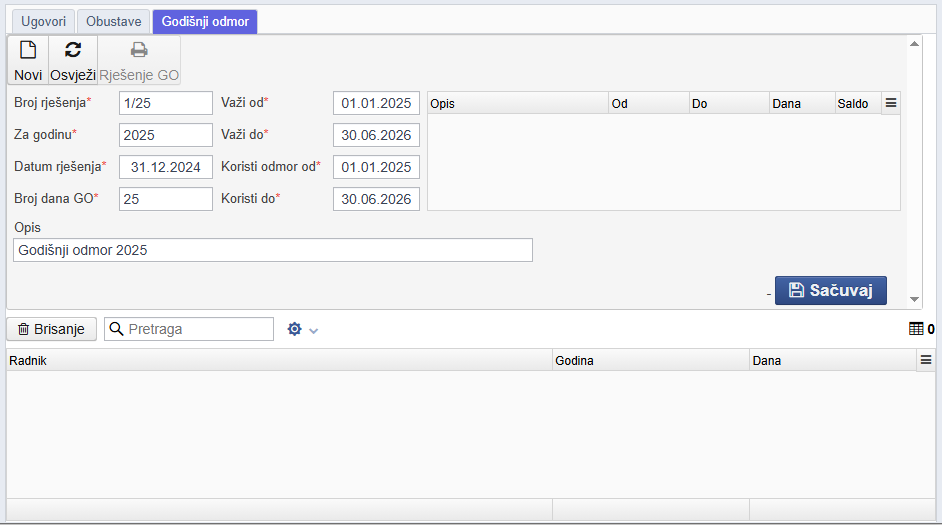 Ugovori Obustave Godišnji odmor
Novi Osvježi Rješenje GO
Broj rješenja* 1/25 Važi od* 01.01.2025
Za godinu* 2025 Važi do* 30.06.2026
Datum rješenja* 31.12.2024 Koristi odmor od* 01.01.2025
Broj dana GO* 25 Koristi do* 30.06.2026
Opis Od Do Dana Saldo
Opis
Godišnji odmor 2025
- Sačuvaj
Brisanje Pretraga 0
Radnik Godina Dana